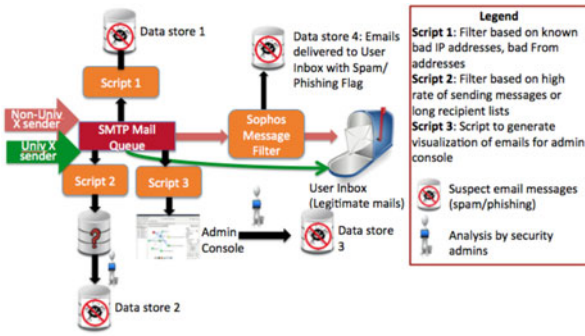 Data store 1
Script 1
Non-Univ X
sender
SMTP Mail
Queue
Univ X
sender
Script 2
Script 3
?
Data store 2
Admin
Console
Data store
3
Sophos
Message
Filter
Data store 4: Emails
delivered to User
Inbox with Spam/
Phishing Flag
User Inbox
(Legitimate mails)
Legend
Script 1: Filter based on known
bad IP addresses, bad From
addresses
Script 2: Filter based on high
rate of sending messages or
long recipient lists
Script 3: Script to generate
visualization of emails for admin
console
Suspect email messages
(spam/phishing)
Analysis by security
admins